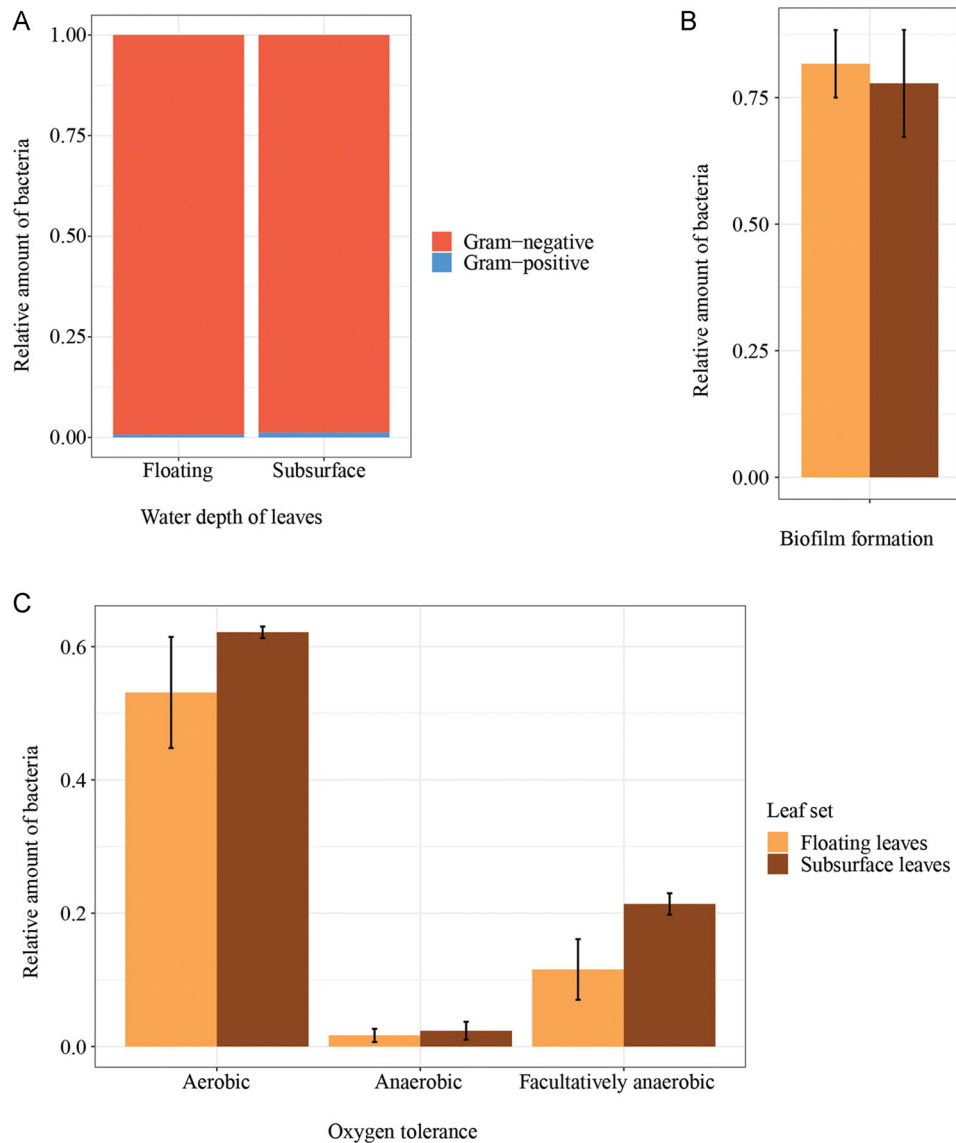 A
Relative amount of bacteria
1.00
0.75
0.50
0.25
0.00
Floating Subsurface
Water depth of leaves
Gram−negative
Gram−positive
B
Relative amount of bacteria
0.75
0.50
0.25
0.00
Biofilm formation
C
Relative amount of bacteria
0.6
0.4
0.2
0.0
Aerobic Anaerobic Facultatively anaerobic
Oxygen tolerance
Leaf set
Floating leaves
Subsurface leaves